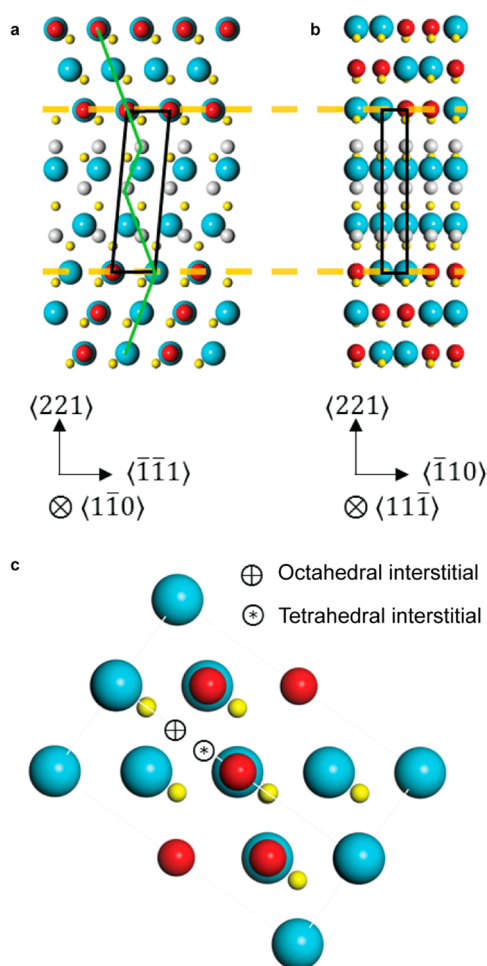 a
b
⟨221⟩
⟨1̅1̅1⟩
⟨11̅0⟩
⟨221⟩
⟨1̅10⟩
⟨111̅⟩
c
Octahedral interstitial
* Tetrahedral interstitial